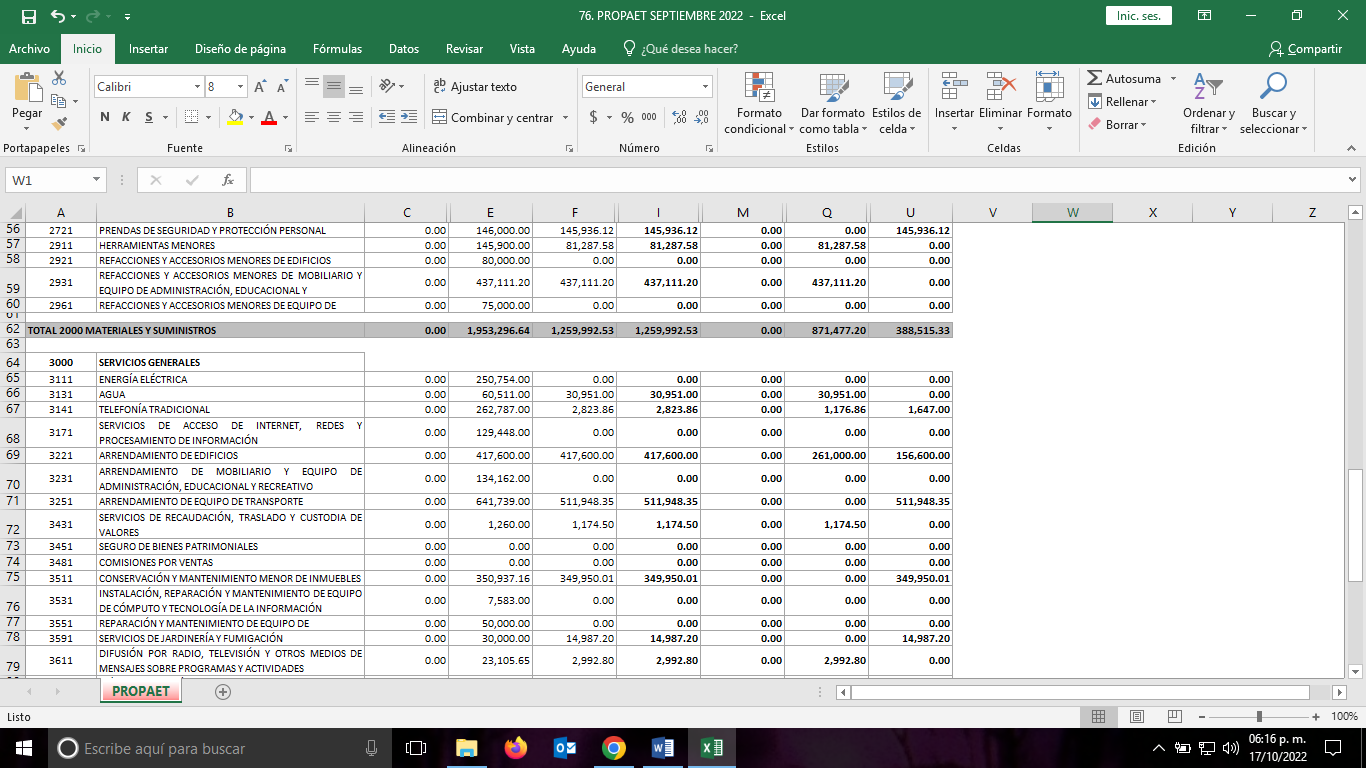 76. PROPAET SEPTIEMBRE 2022 - Excel
Inic. ses.
Archivo Inicio Insertar Diseño de página Fórmulas Datos Revisar Vista Ayuda ¿Qué desea hacer? Compartir
Pegar
Calibri 8
N K S
Ajustar texto
Combinar y centrar
General
$ % 000
Formato condicional
Dar formato como tabla
Estilos de celda
Insertar Eliminar Formato
Autosuma
Rellenar
Borrar
Ordenar y filtrar
Buscar y seleccionar
Portapapeles Fuente Alineación Número Estilos Celdas Edición
W1 fx
A B C E F I M Q U V W X Y Z
56 2721 PRENDAS DE SEGURIDAD Y PROTECCIÓN PERSONAL 0.00 146,000.00 145,936.12 145,936.12 0.00 0.00 145,936.12
57 2911 HERRAMIENTAS MENORES 0.00 145,900.00 81,287.58 81,287.58 0.00 81,287.58 0.00
58 2921 REFACCIONES Y ACCESORIOS MENORES DE EDIFICIOS 0.00 80,000.00 0.00 0.00 0.00 0.00 0.00
REFACCIONES Y ACCESORIOS MENORES DE MOBILIARIO Y
59 2931 EQUIPO DE ADMINISTRACIÓN, EDUCACIONAL Y 0.00 437,111.20 437,111.20 437,111.20 0.00 437,111.20 0.00
60 2961 REFACCIONES Y ACCESORIOS MENORES DE EQUIPO DE 0.00 75,000.00 0.00 0.00 0.00 0.00 0.00
61
62 TOTAL 2000 MATERIALES Y SUMINISTROS 0.00 1,953,296.64 1,259,992.53 1,259,992.53 0.00 871,477.20 388,515.33
63
64 3000 SERVICIOS GENERALES
65 3111 ENERGÍA ELÉCTRICA 0.00 250,754.00 0.00 0.00 0.00 0.00 0.00
66 3131 AGUA 0.00 60,511.00 30,951.00 30,951.00 0.00 30,951.00 0.00
67 3141 TELEFONÍA TRADICIONAL 0.00 262,787.00 2,823.86 2,823.86 0.00 1,176.86 1,647.00
SERVICIOS DE ACCESO DE INTERNET, REDES Y
68 3171 PROCESAMIENTO DE INFORMACIÓN 0.00 129,448.00 0.00 0.00 0.00 0.00 0.00
69 3221 ARRENDAMIENTO DE EDIFICIOS 0.00 417,600.00 417,600.00 417,600.00 0.00 261,000.00 156,600.00
ARRENDAMIENTO DE MOBILIARIO Y EQUIPO DE
70 3231 ADMINISTRACIÓN, EDUCACIONAL Y RECREATIVO 0.00 134,162.00 0.00 0.00 0.00 0.00 0.00
71 3251 ARRENDAMIENTO DE EQUIPO DE TRANSPORTE 0.00 641,739.00 511,948.35 511,948.35 0.00 0.00 511,948.35
SERVICIOS DE RECAUDACIÓN, TRASLADO Y CUSTODIA DE
72 3431 VALORES 0.00 1,260.00 1,174.50 1,174.50 0.00 1,174.50 0.00
73 3451 SEGURO DE BIENES PATRIMONIALES 0.00 0.00 0.00 0.00 0.00 0.00 0.00
74 3481 COMISIONES POR VENTAS 0.00 0.00 0.00 0.00 0.00 0.00 0.00
75 3511 CONSERVACIÓN Y MANTENIMIENTO MENOR DE INMUEBLES 0.00 350,937.16 349,950.01 349,950.01 0.00 0.00 349,950.01
INSTALACIÓN, REPARACIÓN Y MANTENIMIENTO DE EQUIPO
76 3531 DE CÓMPUTO Y TECNOLOGÍA DE LA INFORMACIÓN 0.00 7,583.00 0.00 0.00 0.00 0.00 0.00
77 3551 REPARACIÓN Y MANTENIMIENTO DE EQUIPO DE 0.00 50,000.00 0.00 0.00 0.00 0.00 0.00
78 3591 SERVICIOS DE JARDINERÍA Y FUMIGACIÓN 0.00 30,000.00 14,987.20 14,987.20 0.00 0.00 14,987.20
DIFUSIÓN POR RADIO, TELEVISIÓN Y OTROS MEDIOS DE
79 3611 MENSAJES SOBRE PROGRAMAS Y ACTIVIDADES 0.00 23,105.65 2,992.80 2,992.80 0.00 2,992.80 0.00
PROPAET
Listo 100%
Escribe aquí para buscar
06:16 p. m.
17/10/2022